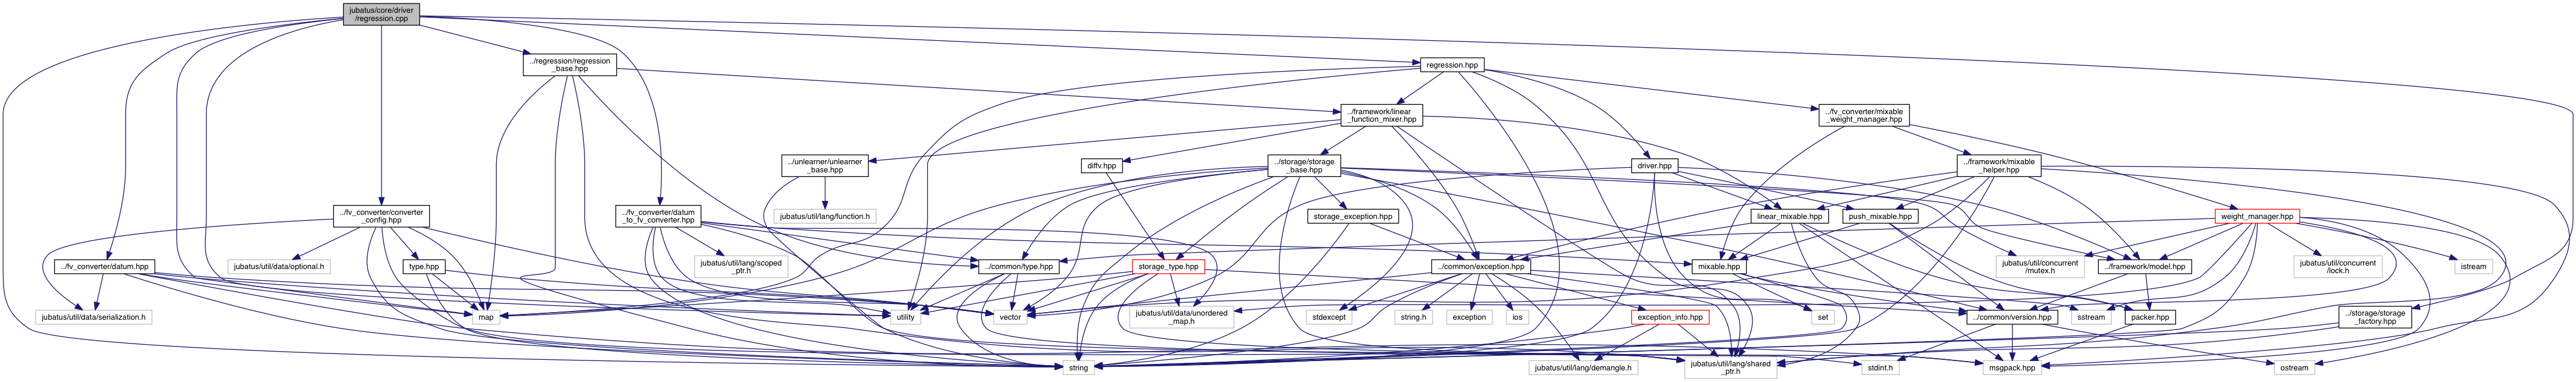 jubatus/core/driver
/regression.cpp
../regression/regression
_base.hpp
regression.hpp
../framework/linear
_function_mixer.hpp
../fv_converter/mixable
_weight_manager.hpp
../unlearner/unlearner
_base.hpp
diffv.hpp
../storage/storage
_base.hpp
driver.hpp
../framework/mixable
_helper.hpp
../fv_converter/converter
_config.hpp
../fv_converter/datum
_to_fv_converter.hpp
jubatus/util/lang/function.h
storage_exception.hpp
linear_mixable.hpp
push_mixable.hpp
weight_manager.hpp
../fv_converter/datum.hpp
jubatus/util/data/optional.h
type.hpp
jubatus/util/lang/scoped
_ptr.h
../common/type.hpp
storage_type.hpp
../common/exception.hpp
mixable.hpp
jubatus/util/concurrent
/mutex.h
../framework/model.hpp
jubatus/util/concurrent
/lock.h
istream
jubatus/util/data/serialization.h
map
utility
vector
jubatus/util/data/unordered
_map.h
stdexcept
string.h
exception
ios
exception_info.hpp
set
../common/version.hpp
sstream
packer.hpp
../storage/storage
_factory.hpp
string
jubatus/util/lang/demangle.h
jubatus/util/lang/shared
_ptr.h
stdint.h
msgpack.hpp
ostream